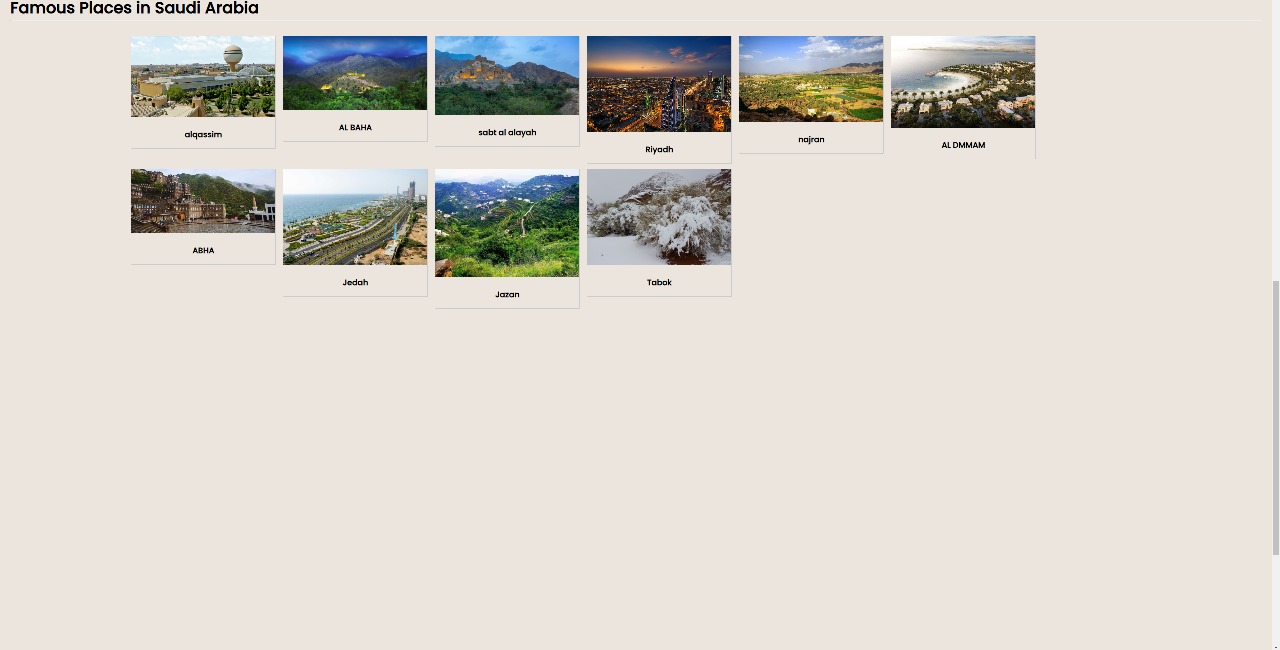 Famous Places in Saudi Arabia
alqassim
AL BAHA
sabt al alayah
Riyadh
najran
AL DMMAM
ABHA
Jedah
Jazan
Tabok